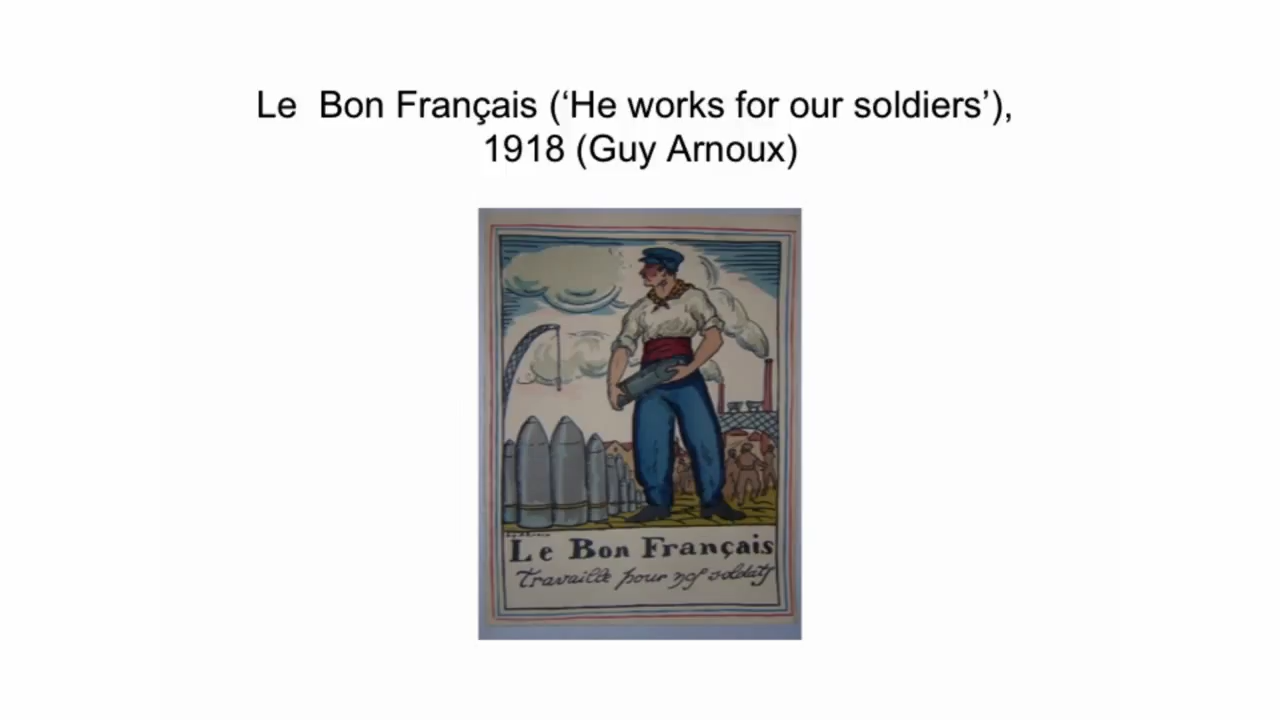 Le Bon Français (‘He works for our soldiers’),
1918 (Guy Arnoux)
Le Bon Français
Travaille pour nos soldats